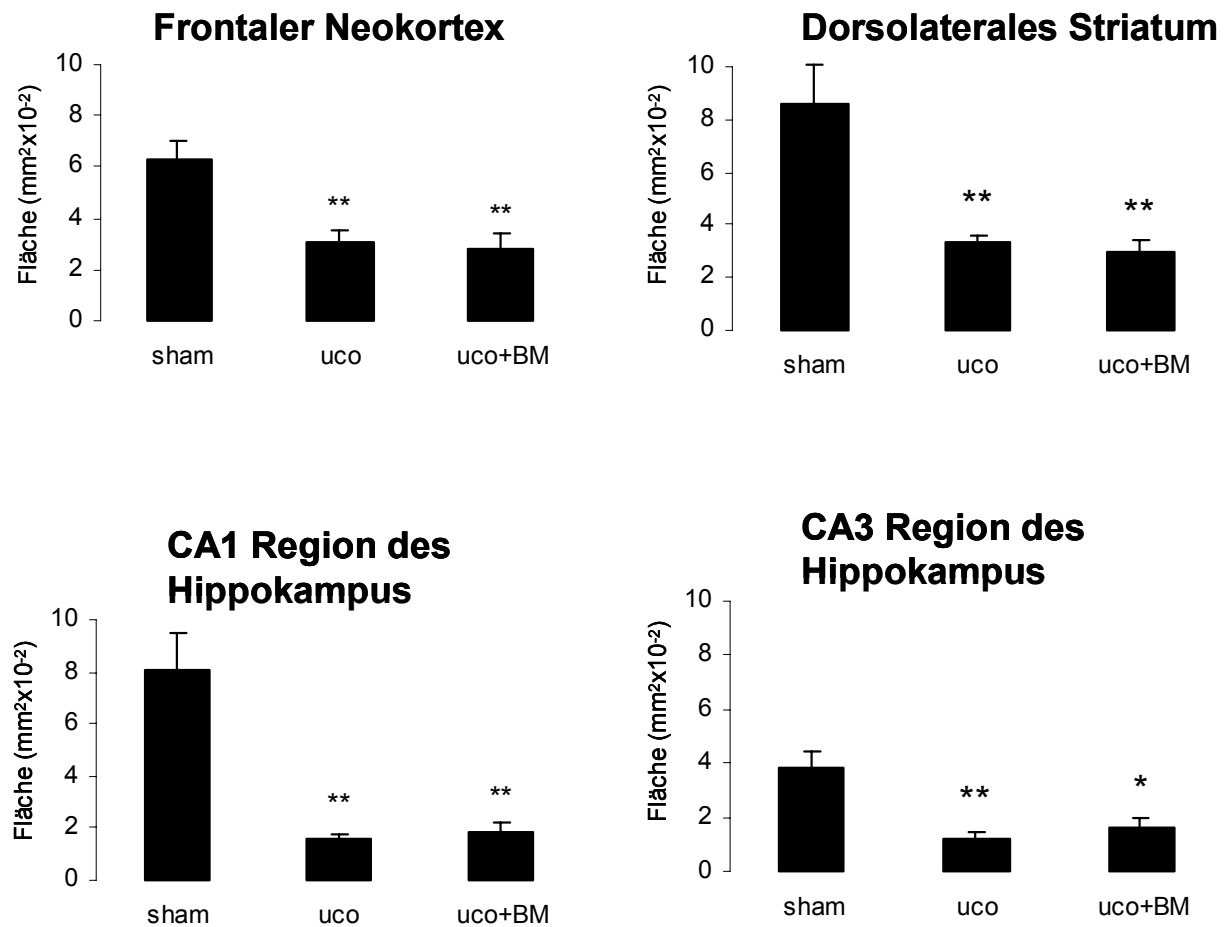 Frontaler Neokortex
Fläche (mm²x10⁻²)
10
8
6
4
2
0
** **
sham uco uco+BM
Dorsolaterales Striatum
Fläche (mm²x10⁻²)
10
8
6
4
2
0
** **
sham uco uco+BM
CA1 Region des
Hippokampus
Fläche (mm²x10⁻²)
10
8
6
4
2
0
** **
sham uco uco+BM
CA3 Region des
Hippokampus
Fläche (mm²x10⁻²)
10
8
6
4
2
0
** *
sham uco uco+BM